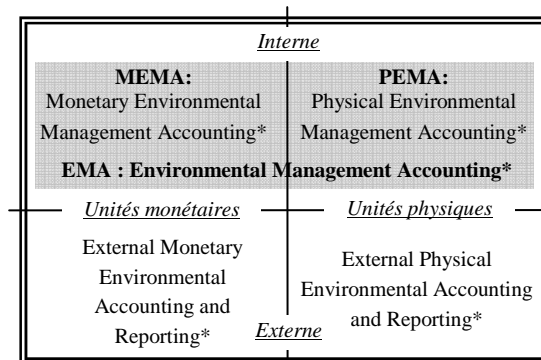 Interne
MEMA:
Monetary Environmental
Management Accounting*
PEMA:
Physical Environmental
Management Accounting*
EMA : Environmental Management Accounting*
Unités monétaires
Unités physiques
External Monetary
Environmental
Accounting and
Reporting*
External Physical
Environmental Accounting
and Reporting*
Externe